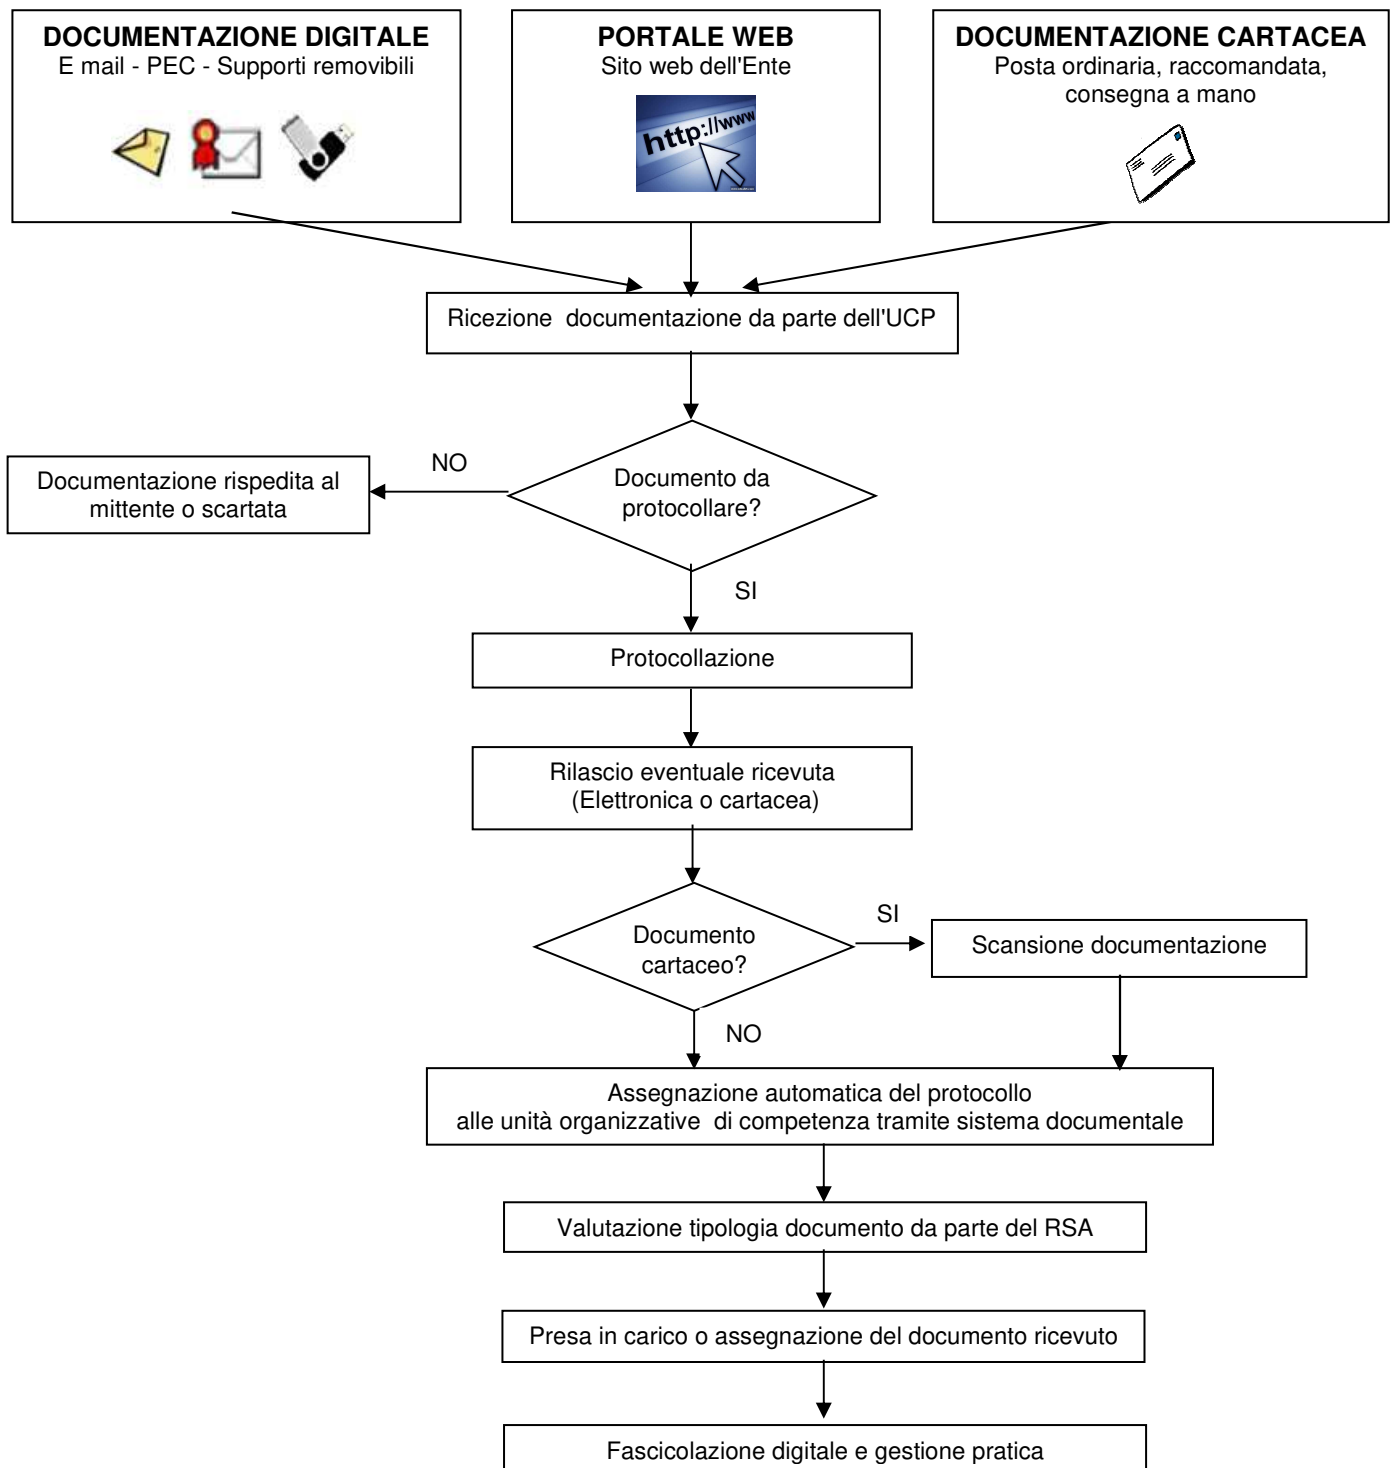 DOCUMENTAZIONE DIGITALE
E mail - PEC - Supporti removibili
PORTALE WEB
Sito web dell'Ente
http://www
DOCUMENTAZIONE CARTACEA
Posta ordinaria, raccomandata,
consegna a mano
Ricezione documentazione da parte dell'UCP
Documento da
protocollare?
NO
Documentazione rispedita al
mittente o scartata
SI
Protocollazione
Rilascio eventuale ricevuta
(Elettronica o cartacea)
Documento
cartaceo?
SI
Scansione documentazione
NO
Assegnazione automatica del protocollo
alle unità organizzative di competenza tramite sistema documentale
Valutazione tipologia documento da parte del RSA
Presa in carico o assegnazione del documento ricevuto
Fascicolazione digitale e gestione pratica